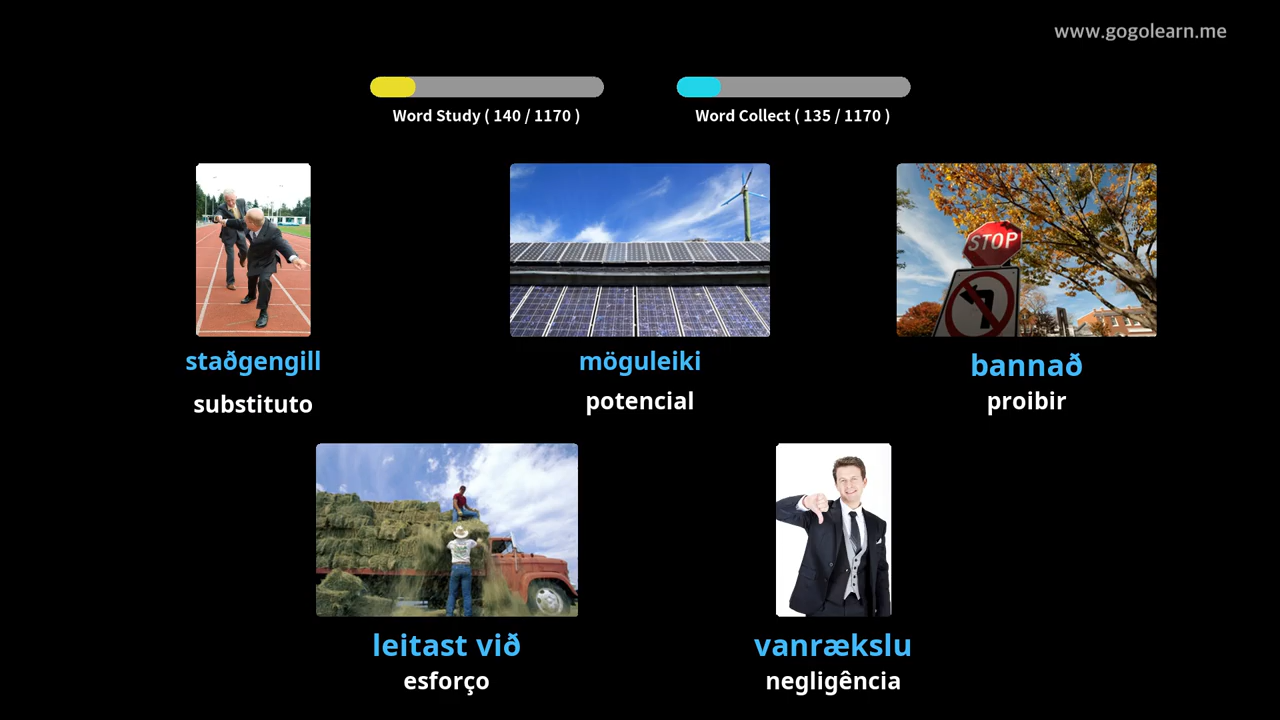 www.gogolearn.me
Word Study ( 140 / 1170 )
Word Collect ( 135 / 1170 )
STOP
staðgengill
möguleiki
bannað
substituto
potencial
proibir
leitast við
vanrækslu
esforço
negligência